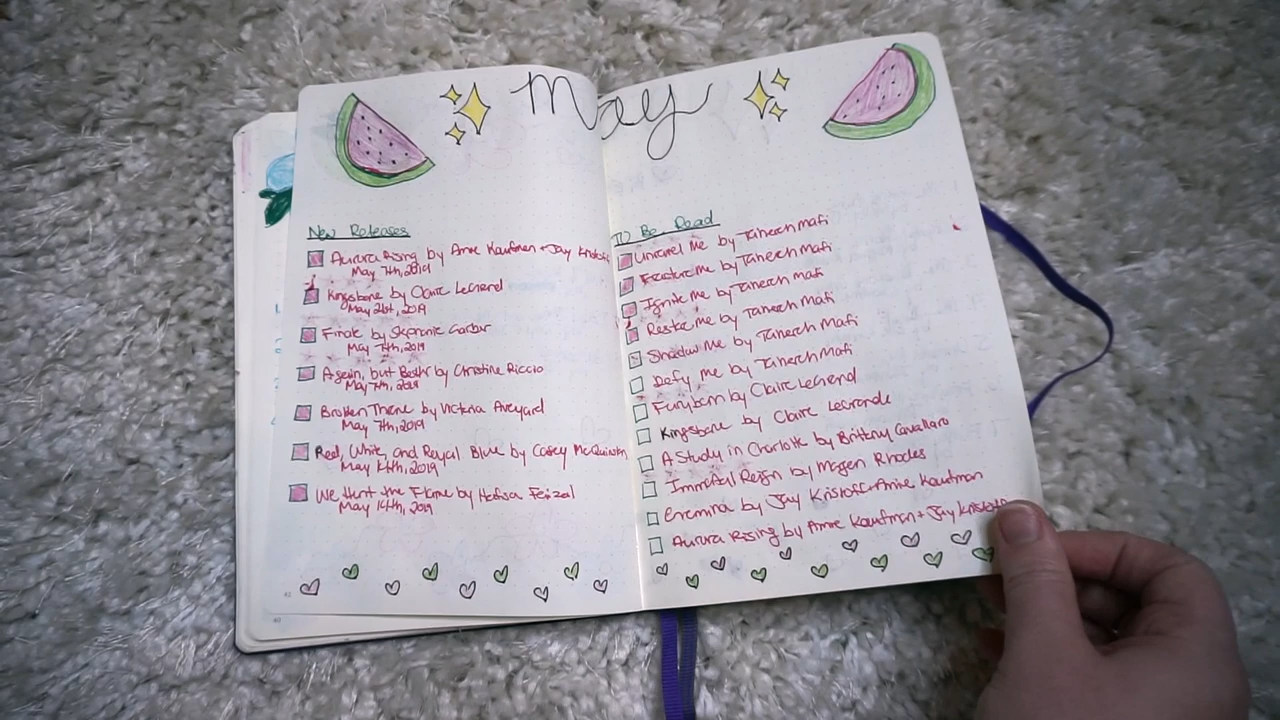 May
New Releases
Aurora Rising by Amie Kaufman + Jay Kristoff
May 7th, 2019
Kingsbane by Claire Legrand
May 21st, 2019
Finale by Stephanie Garber
May 7th, 2019
Again, but Better by Christine Riccio
May 7th, 2019
Broken Throne by Victoria Aveyard
May 7th, 2019
Red, White, and Royal Blue by Casey McQuiston
May 14th, 2019
We Hunt the Flame by Hafsa Faizal
May 14th, 2019
41
40
To Be Read
Unravel Me by Tahereh Mafi
Fracture Me by Tahereh Mafi
Ignite Me by Tahereh Mafi
Restore Me by Tahereh Mafi
Shadow Me by Tahereh Mafi
Defy Me by Tahereh Mafi
Furyborn by Claire Legrand
Kingsbane by Claire Legrande
A Study in Charlotte by Brittany Cavallaro
Immortal Reign by Morgan Rhodes
Gremina by Jay Kristoff + Amie Kaufman
Aurora Rising by Amie Kaufman + Jay Kristoff